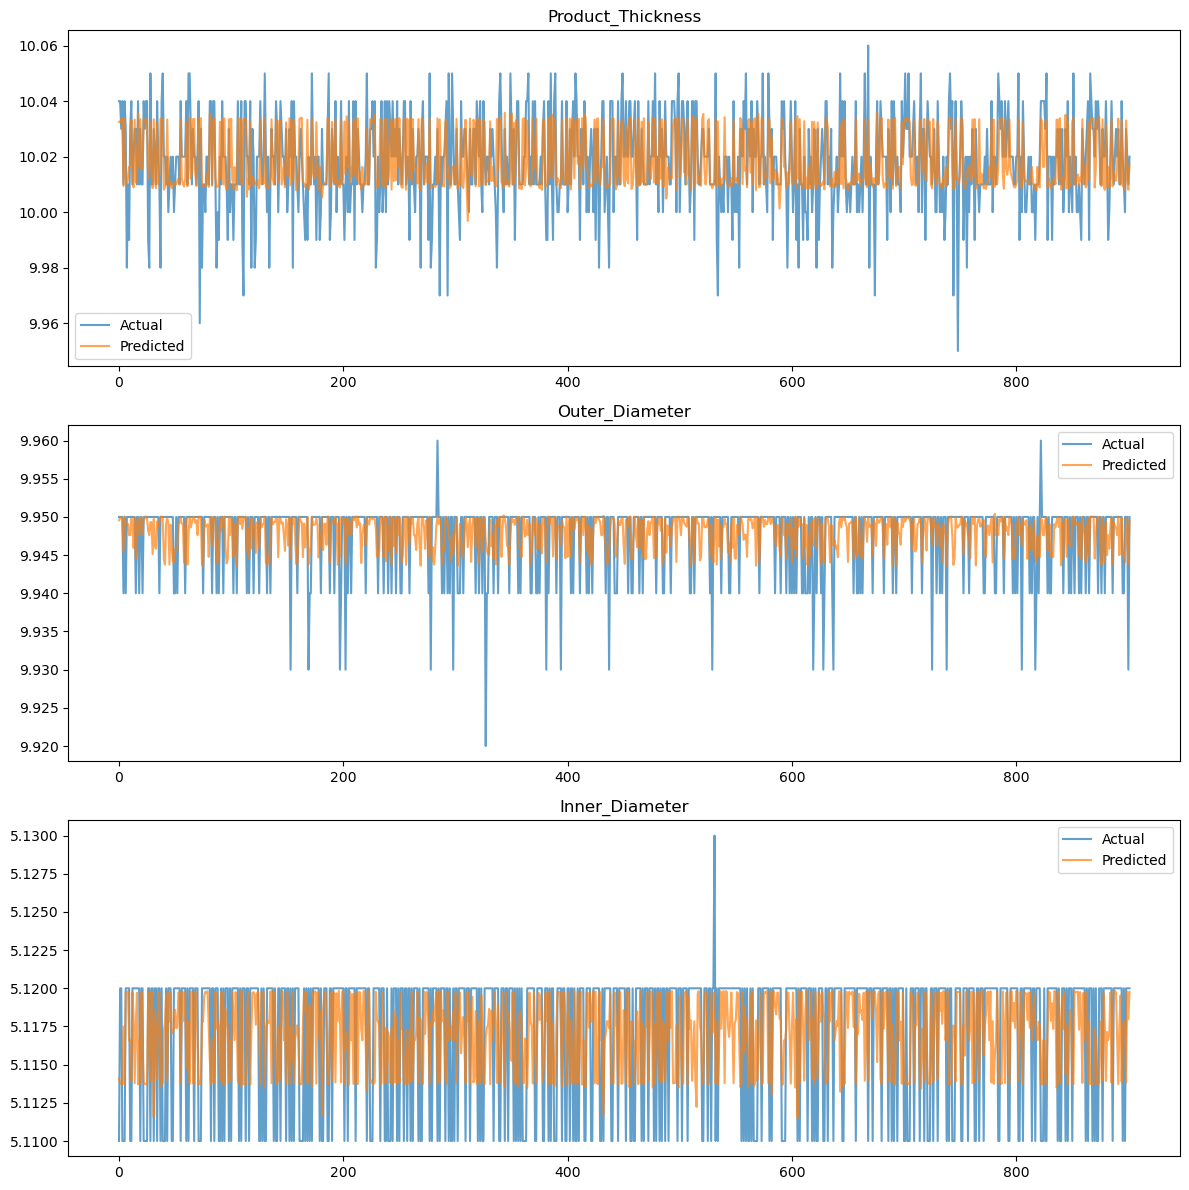 Product_Thickness
10.06
10.04
10.02
10.00
9.98
9.96
Actual
Predicted
0 200 400 600 800
Outer_Diameter
9.960
9.955
9.950
9.945
9.940
9.935
9.930
9.925
9.920
Actual
Predicted
0 200 400 600 800
Inner_Diameter
5.1300
5.1275
5.1250
5.1225
5.1200
5.1175
5.1150
5.1125
5.1100
Actual
Predicted
0 200 400 600 800